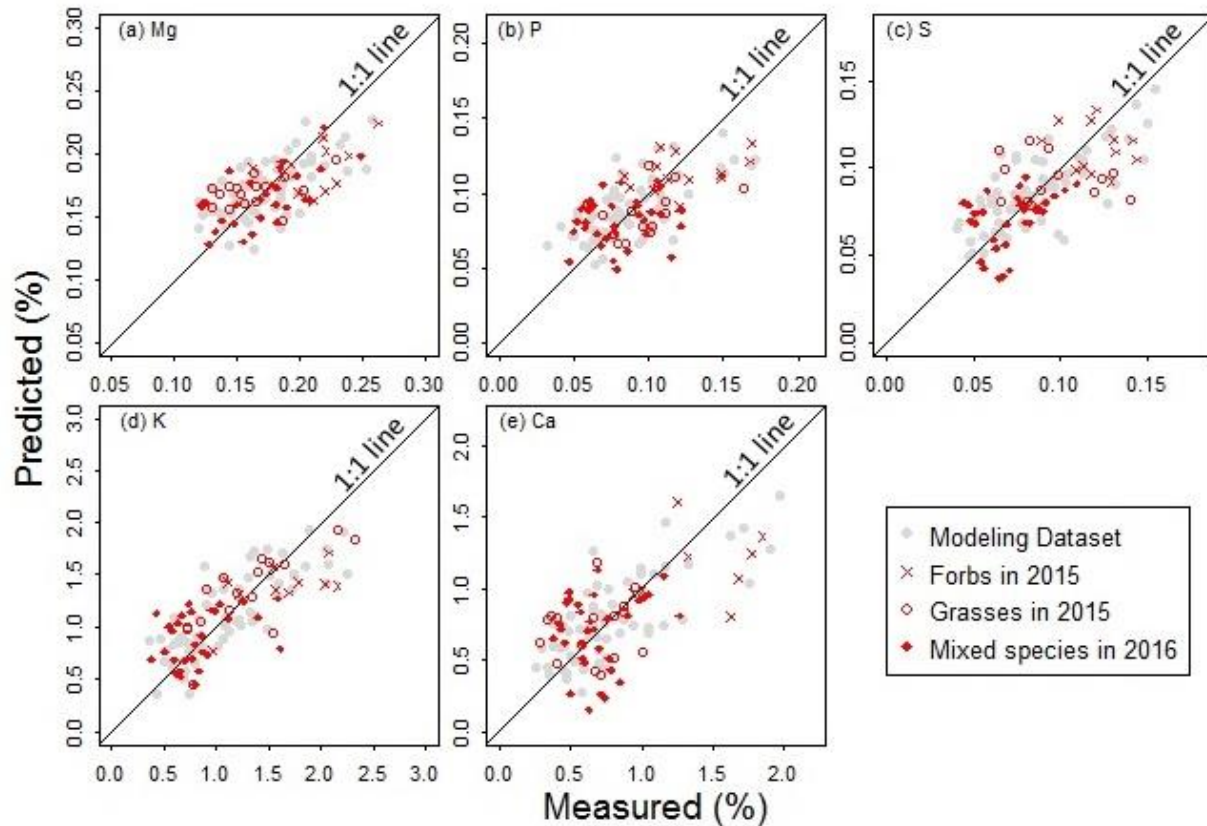 (a) Mg
1:1 line
0.05 0.10 0.15 0.20 0.25 0.30
0.05 0.10 0.15 0.20 0.25 0.30
(b) P
1:1 line
0.00 0.05 0.10 0.15 0.20
0.00 0.05 0.10 0.15 0.20
(c) S
1:1 line
0.00 0.05 0.10 0.15
0.00 0.05 0.10 0.15
Predicted (%)
(d) K
1:1 line
0.0 0.5 1.0 1.5 2.0 2.5 3.0
0.0 0.5 1.0 1.5 2.0 2.5 3.0
(e) Ca
1:1 line
0.0 0.5 1.0 1.5 2.0
0.0 0.5 1.0 1.5 2.0
Modeling Dataset
Forbs in 2015
Grasses in 2015
Mixed species in 2016
Measured (%)